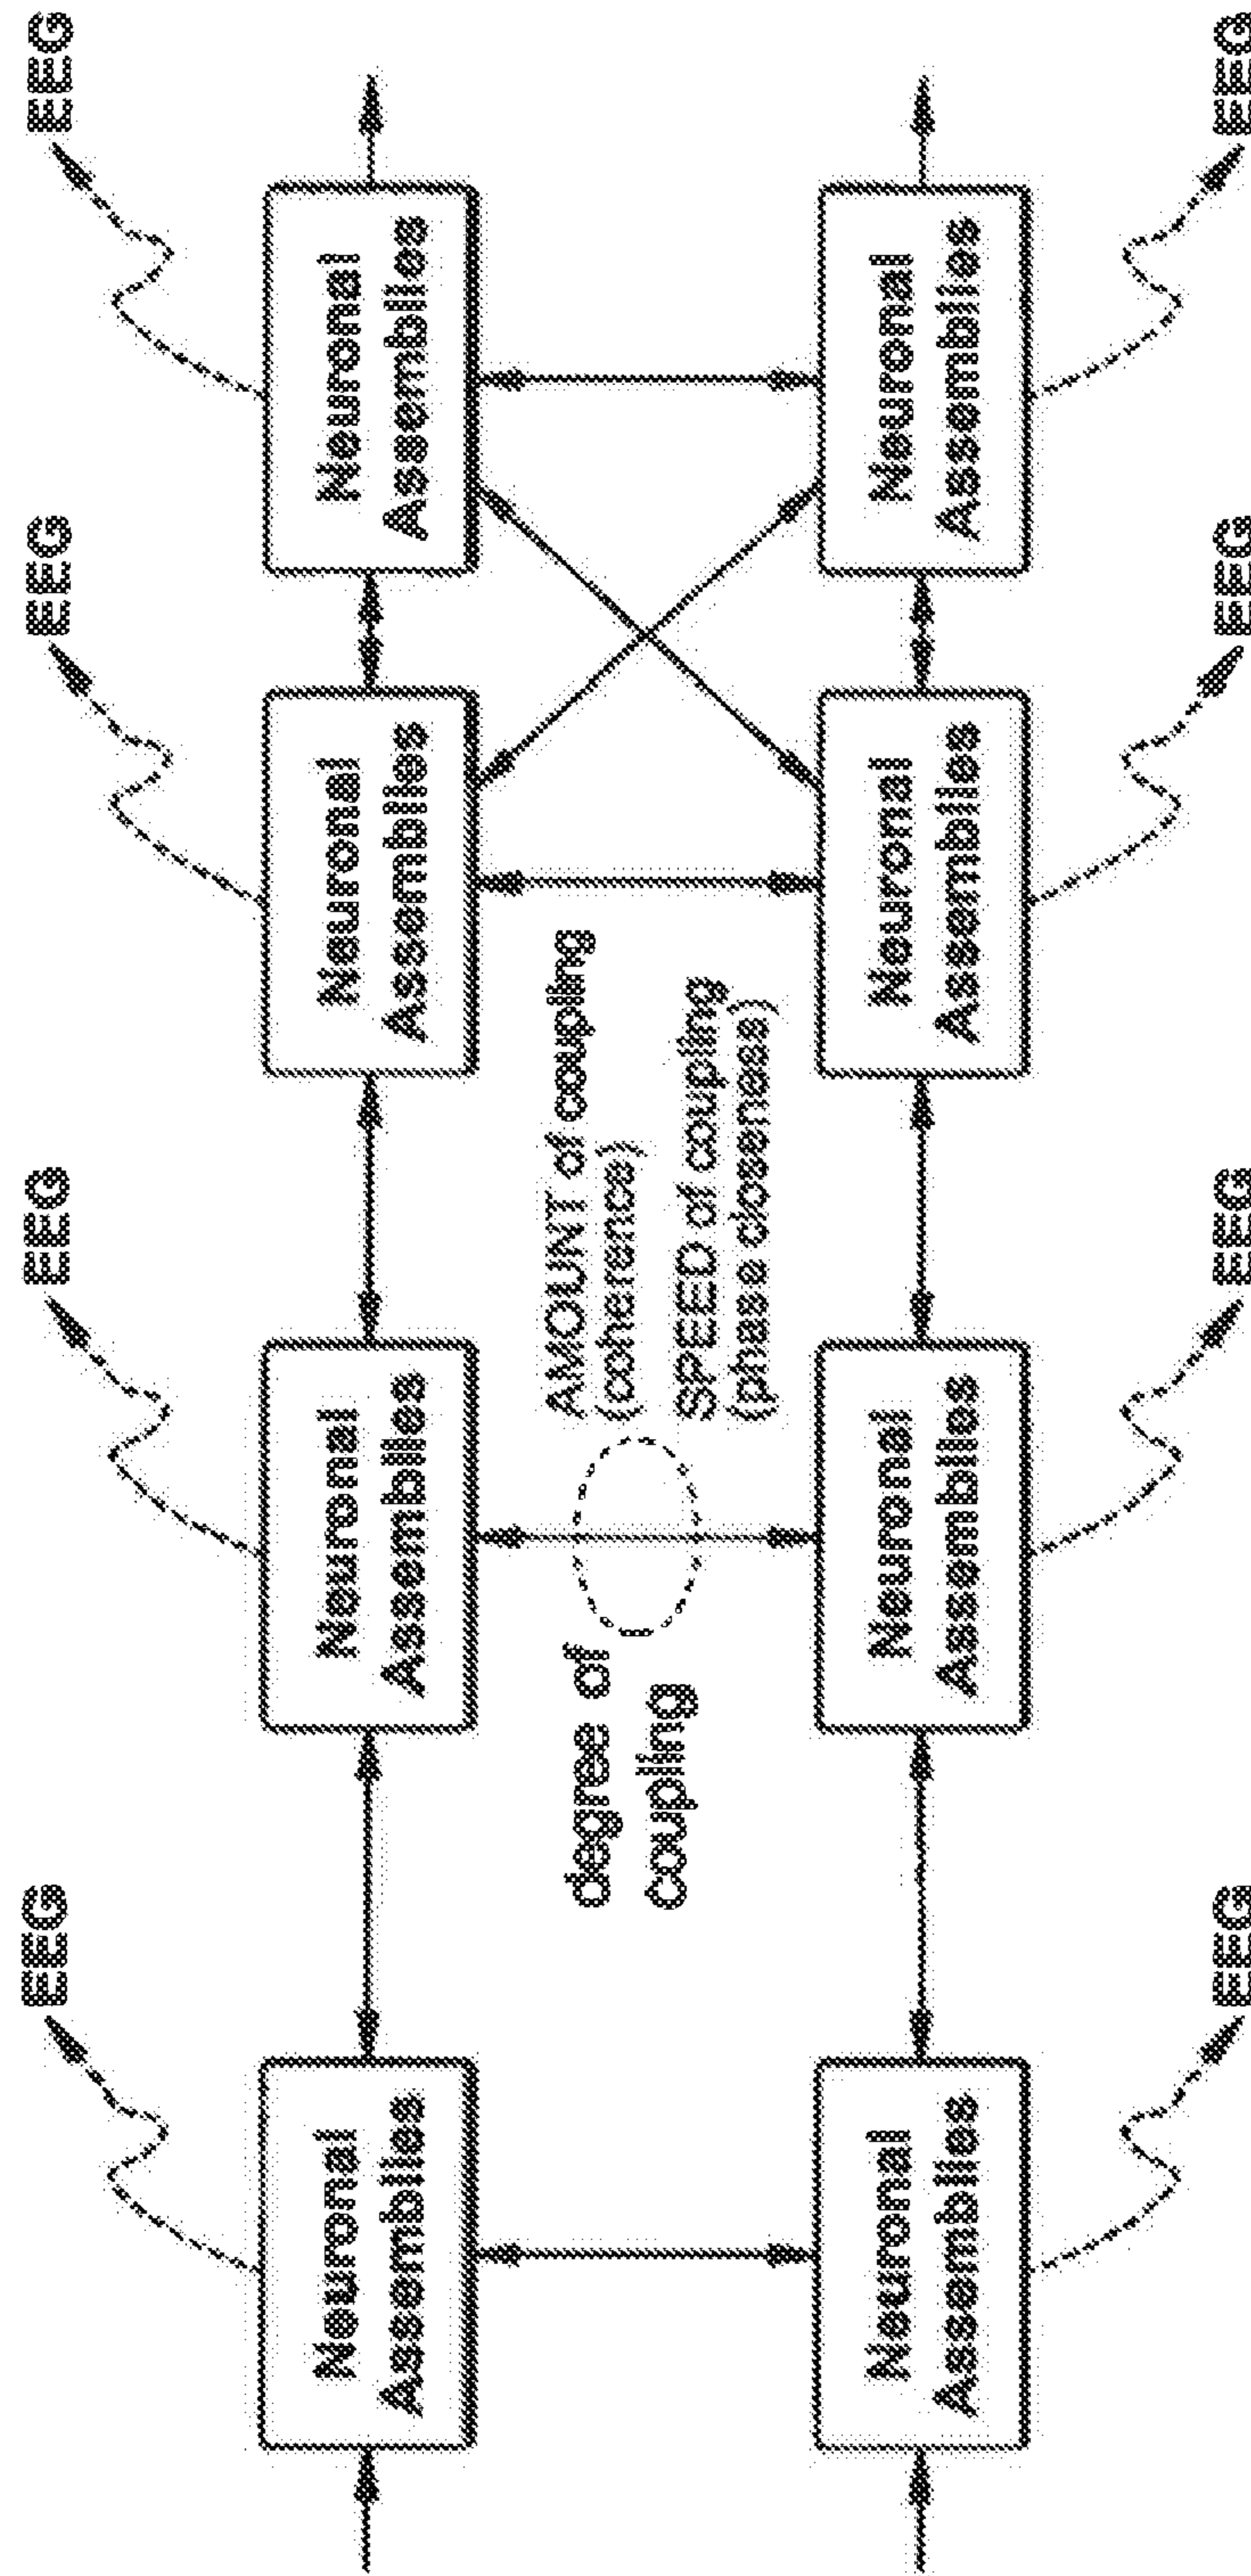 EEG
EEG
EEG
EEG
Neuronal
Assemblies
Neuronal
Assemblies
Neuronal
Assemblies
Neuronal
Assemblies
degree of
coupling
AMOUNT of coupling
(coherence)
SPEED of coupling
(phase closeness)
Neuronal
Assemblies
Neuronal
Assemblies
Neuronal
Assemblies
Neuronal
Assemblies
EEG
EEG
EEG
EEG